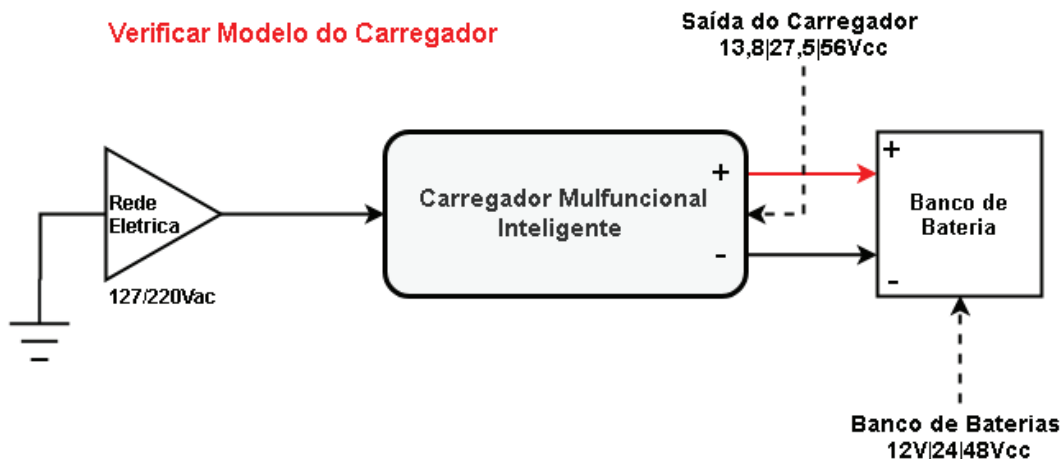 Verificar Modelo do Carregador
Saída do Carregador
13,8|27,5|56Vcc
Rede
Eletrica
127/220Vac
Carregador Mulfuncional
Inteligente
+
-
+
Banco de
Bateria
-
Banco de Baterias
12V|24|48Vcc